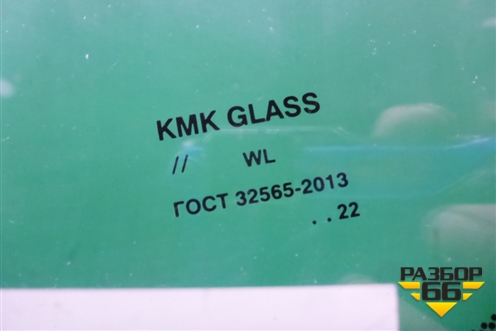 KMK GLASS
// WL
ГОСТ 32565-2013
. . 22
РАЗБОР
66